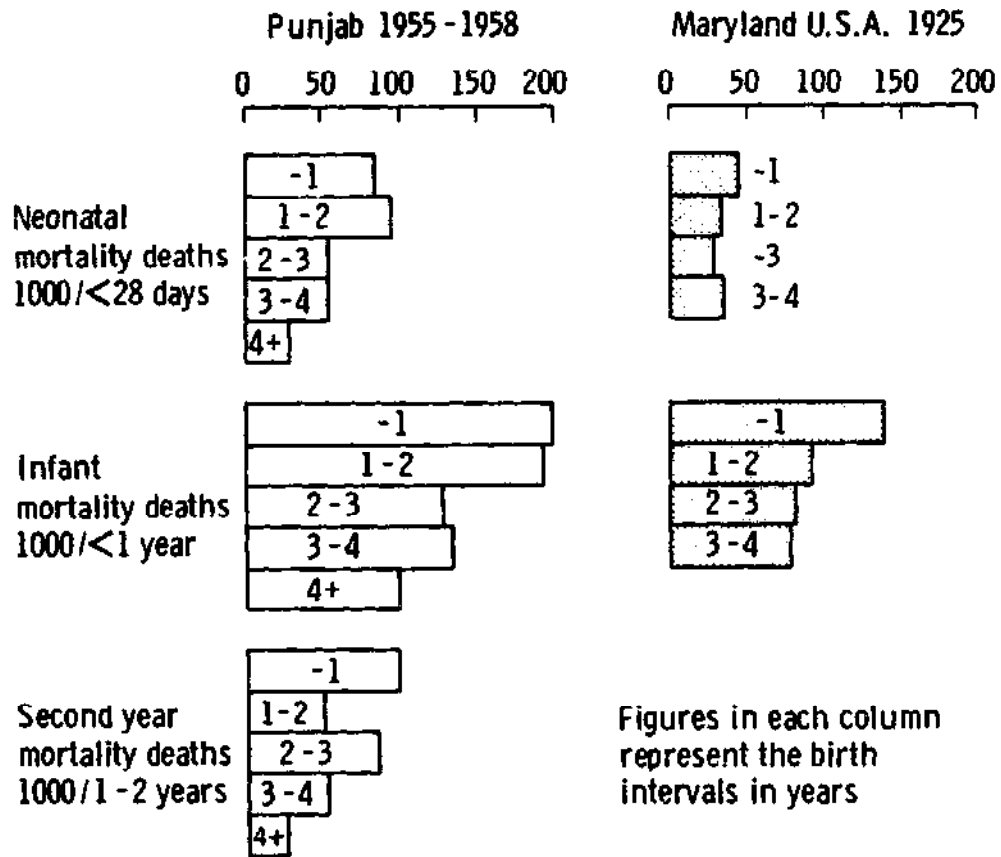 Punjab 1955-1958
0 50 100 150 200
Maryland U.S.A. 1925
0 50 100 150 200
Neonatal
mortality deaths
1000/<28 days
-1
1-2
2-3
3-4
4+
-1
1-2
-3
3-4
Infant
mortality deaths
1000/<1 year
-1
1-2
2-3
3-4
4+
-1
1-2
2-3
3-4
Second year
mortality deaths
1000/1-2 years
-1
1-2
2-3
3-4
4+
Figures in each column
represent the birth
intervals in years